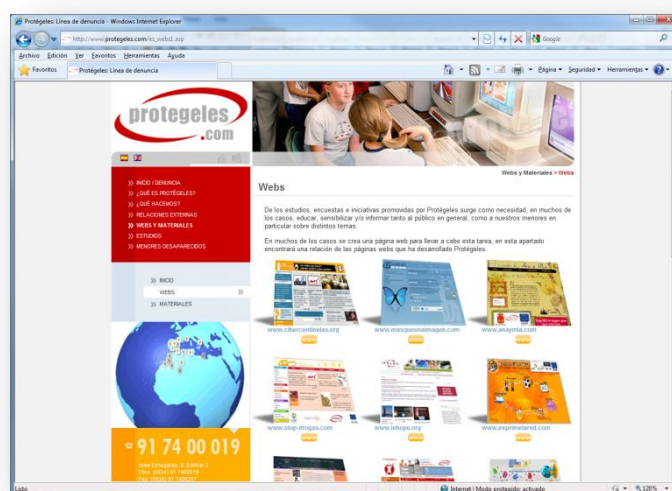 Protégeles: Línea de denuncia - Windows Internet Explorer
http://www.protegeles.com/es_webs1.asp
Google
Archivo Edición Ver Favoritos Herramientas Ayuda
Favoritos
Protégeles: Línea de denuncia
Página Seguridad Herramientas
protegeles
.com
Webs y Materiales > Webs
INICIO / DENUNCIA
¿QUÉ ES PROTÉGELES?
¿QUÉ HACEMOS?
RELACIONES EXTERNAS
WEBS Y MATERIALES
ESTUDIOS
MENORES DESAPARECIDOS
INICIO
WEBS
MATERIALES
91 74 00 019
Webs
De los estudios, encuestas e iniciativas promovidas por Protégeles surge como necesidad, en muchos de
los casos, educar, sensibilizar y/o informar tanto al público en general, como a nuestros menores en
particular sobre distintos temas.
En muchos de los casos se crea una página web para llevar a cabo esta tarea, en esta apartado
encontrará una relación de las páginas webs que ha desarrollado Protégeles.
www.cibercentinelas.org
www.masqueunaimagen.com
www.anaymia.com
www.stop-drogas.com
www.inhope.org
www.exprimelared.com
Listo
Internet | Modo protegido: activado
120%